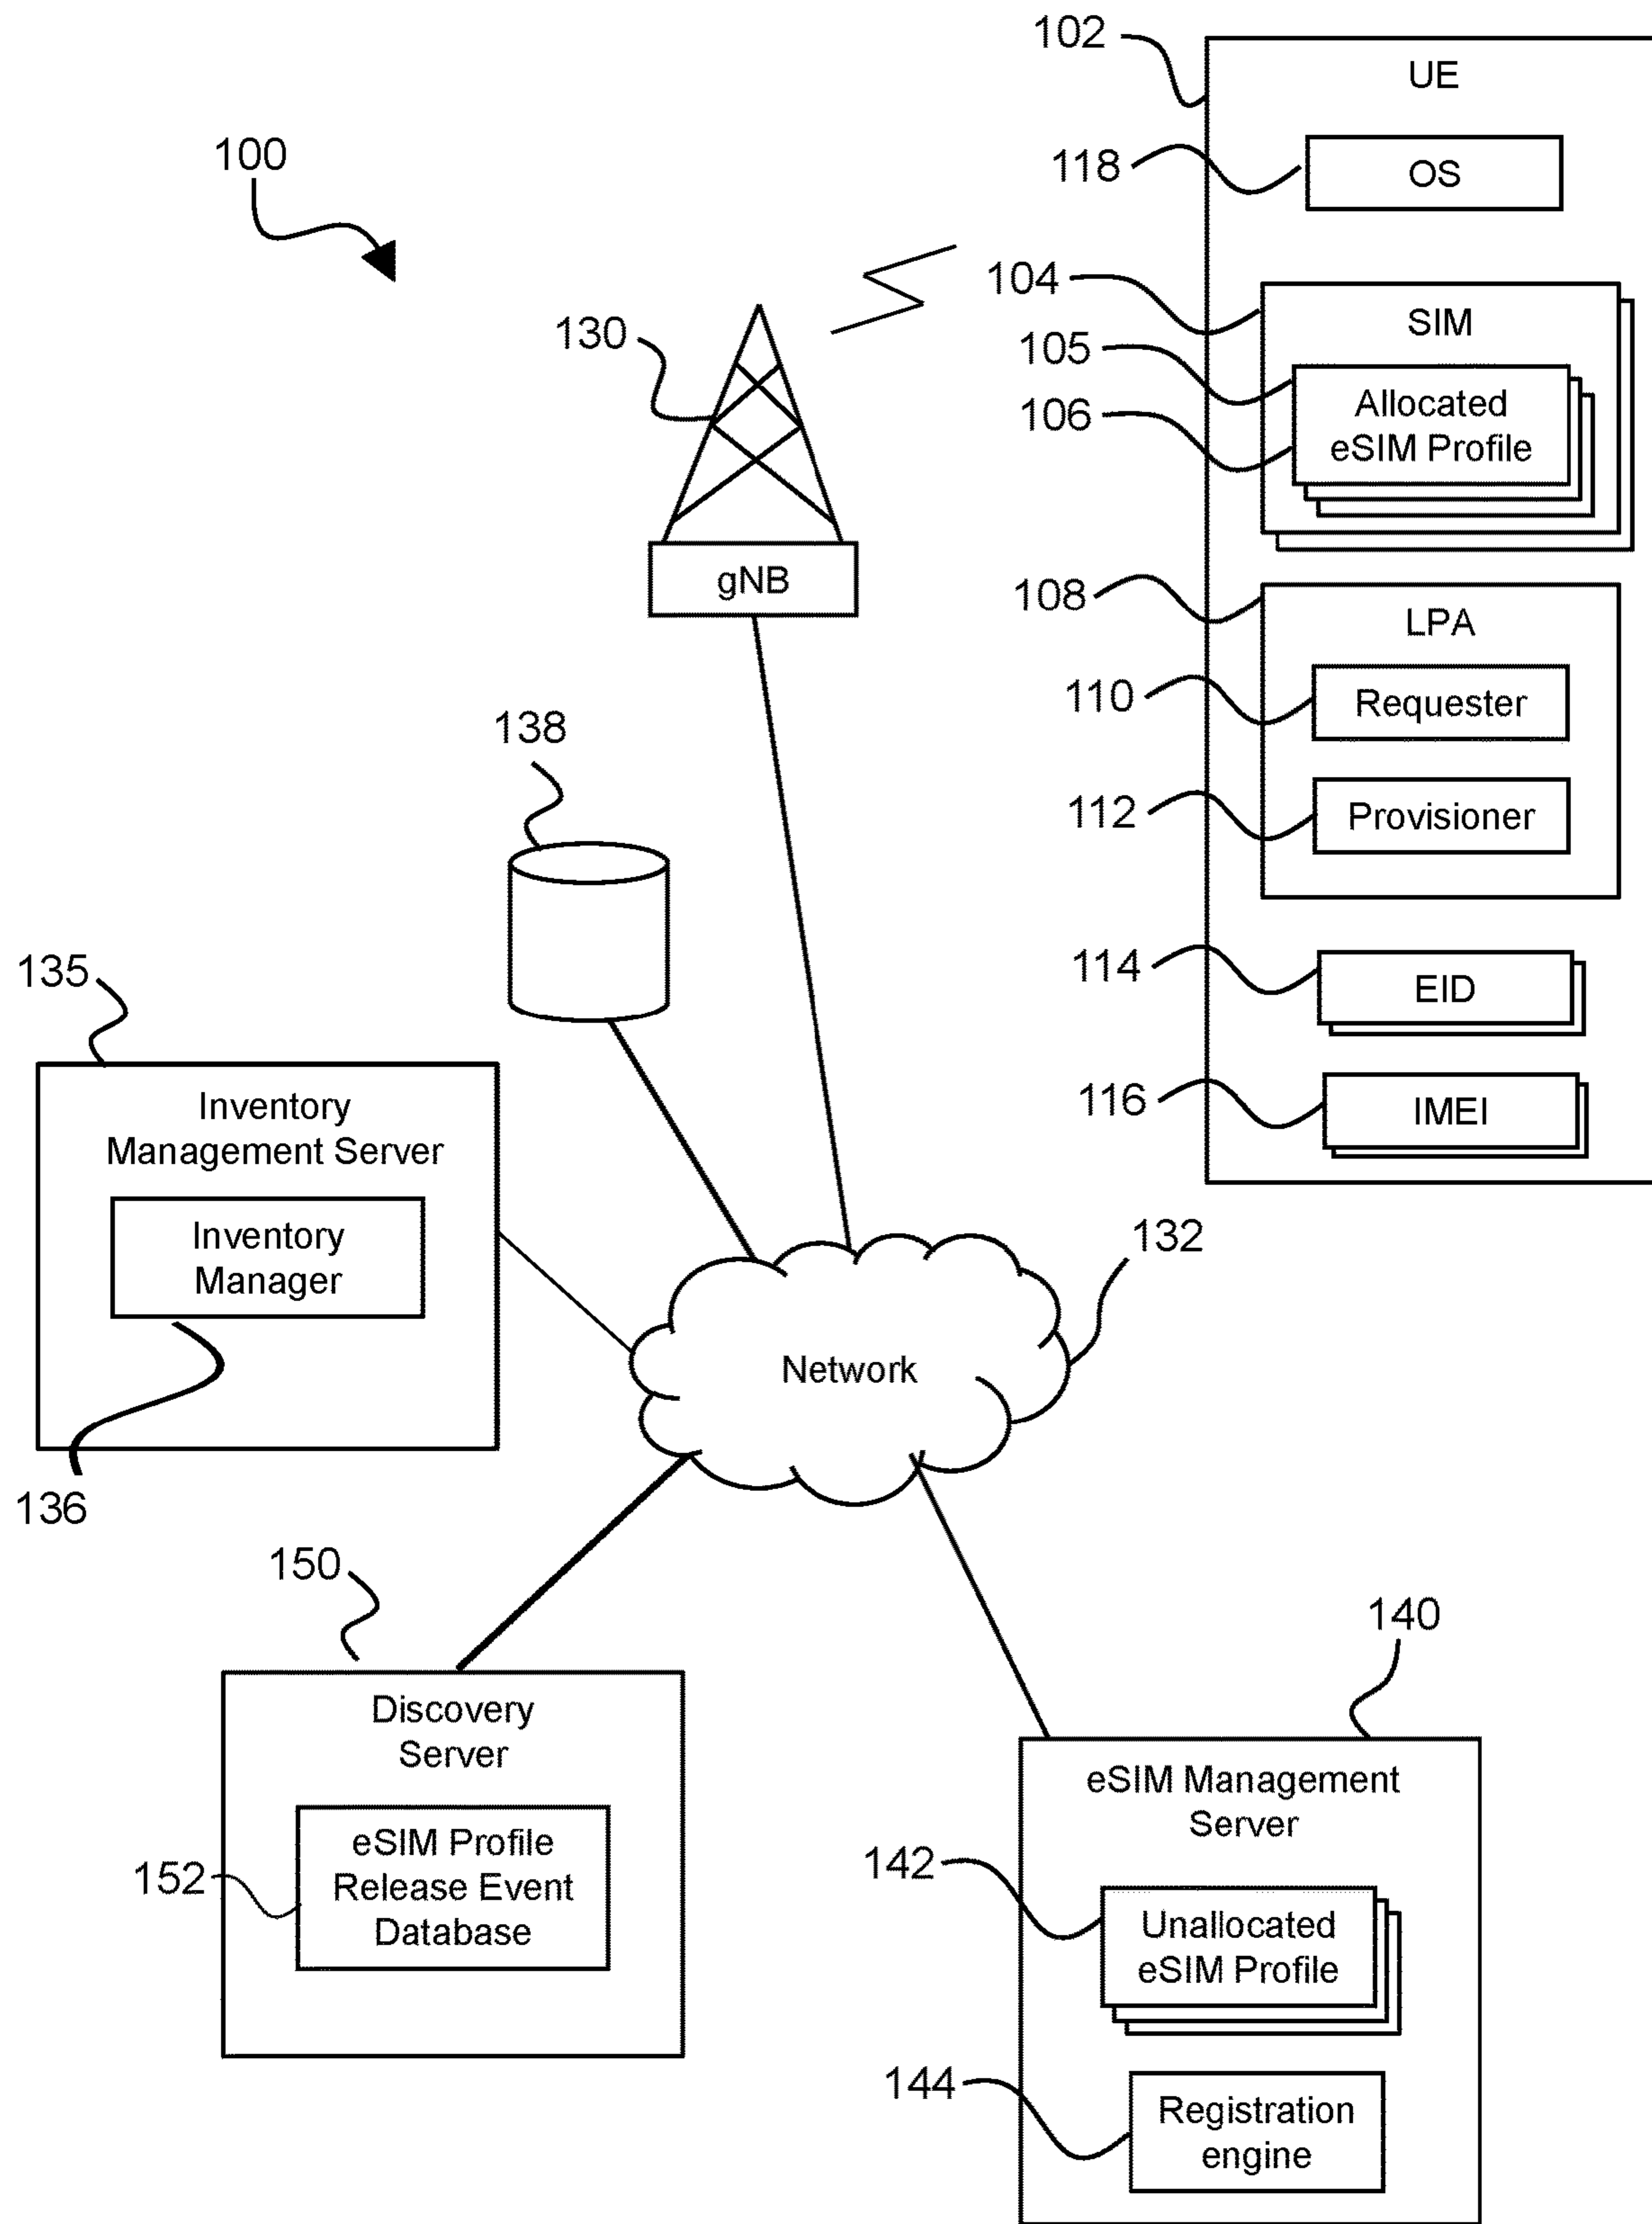 102
UE
100
118
OS
104
SIM
130
105
Allocated
106
eSIM Profile
gNB
108
LPA
110
Requester
138
112
Provisioner
135
114
EID
116
IMEI
Inventory
Management Server
Inventory
Manager
132
Network
136
150
140
Discovery
Server
eSIM Management
Server
152
eSIM Profile
Release Event
Database
142
Unallocated
eSIM Profile
144
Registration
engine